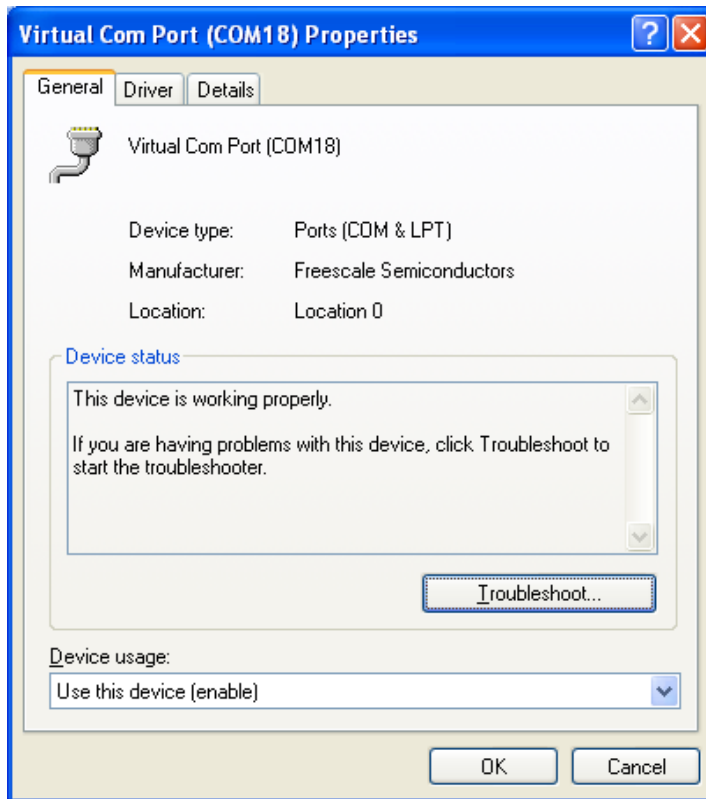 Virtual Com Port (COM18) Properties
General Driver Details
Virtual Com Port (COM18)
Device type: Ports (COM & LPT)
Manufacturer: Freescale Semiconductors
Location: Location 0
Device status
This device is working properly.
If you are having problems with this device, click Troubleshoot to
start the troubleshooter.
Troubleshoot...
Device usage:
Use this device (enable)
OK Cancel